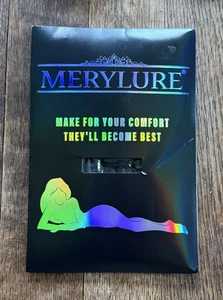 MERYLURE®
MAKE FOR YOUR COMFORT
THEY'LL BECOME BEST